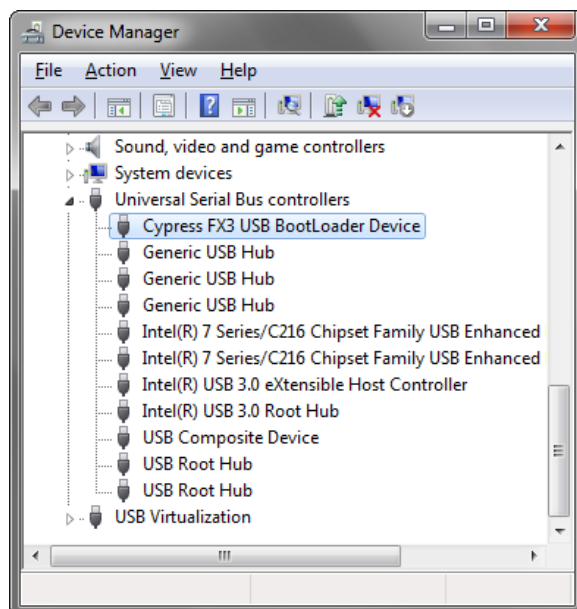 Device Manager
File Action View Help
Sound, video and game controllers
System devices
Universal Serial Bus controllers
Cypress FX3 USB BootLoader Device
Generic USB Hub
Generic USB Hub
Generic USB Hub
Intel(R) 7 Series/C216 Chipset Family USB Enhanced
Intel(R) 7 Series/C216 Chipset Family USB Enhanced
Intel(R) USB 3.0 eXtensible Host Controller
Intel(R) USB 3.0 Root Hub
USB Composite Device
USB Root Hub
USB Root Hub
USB Virtualization